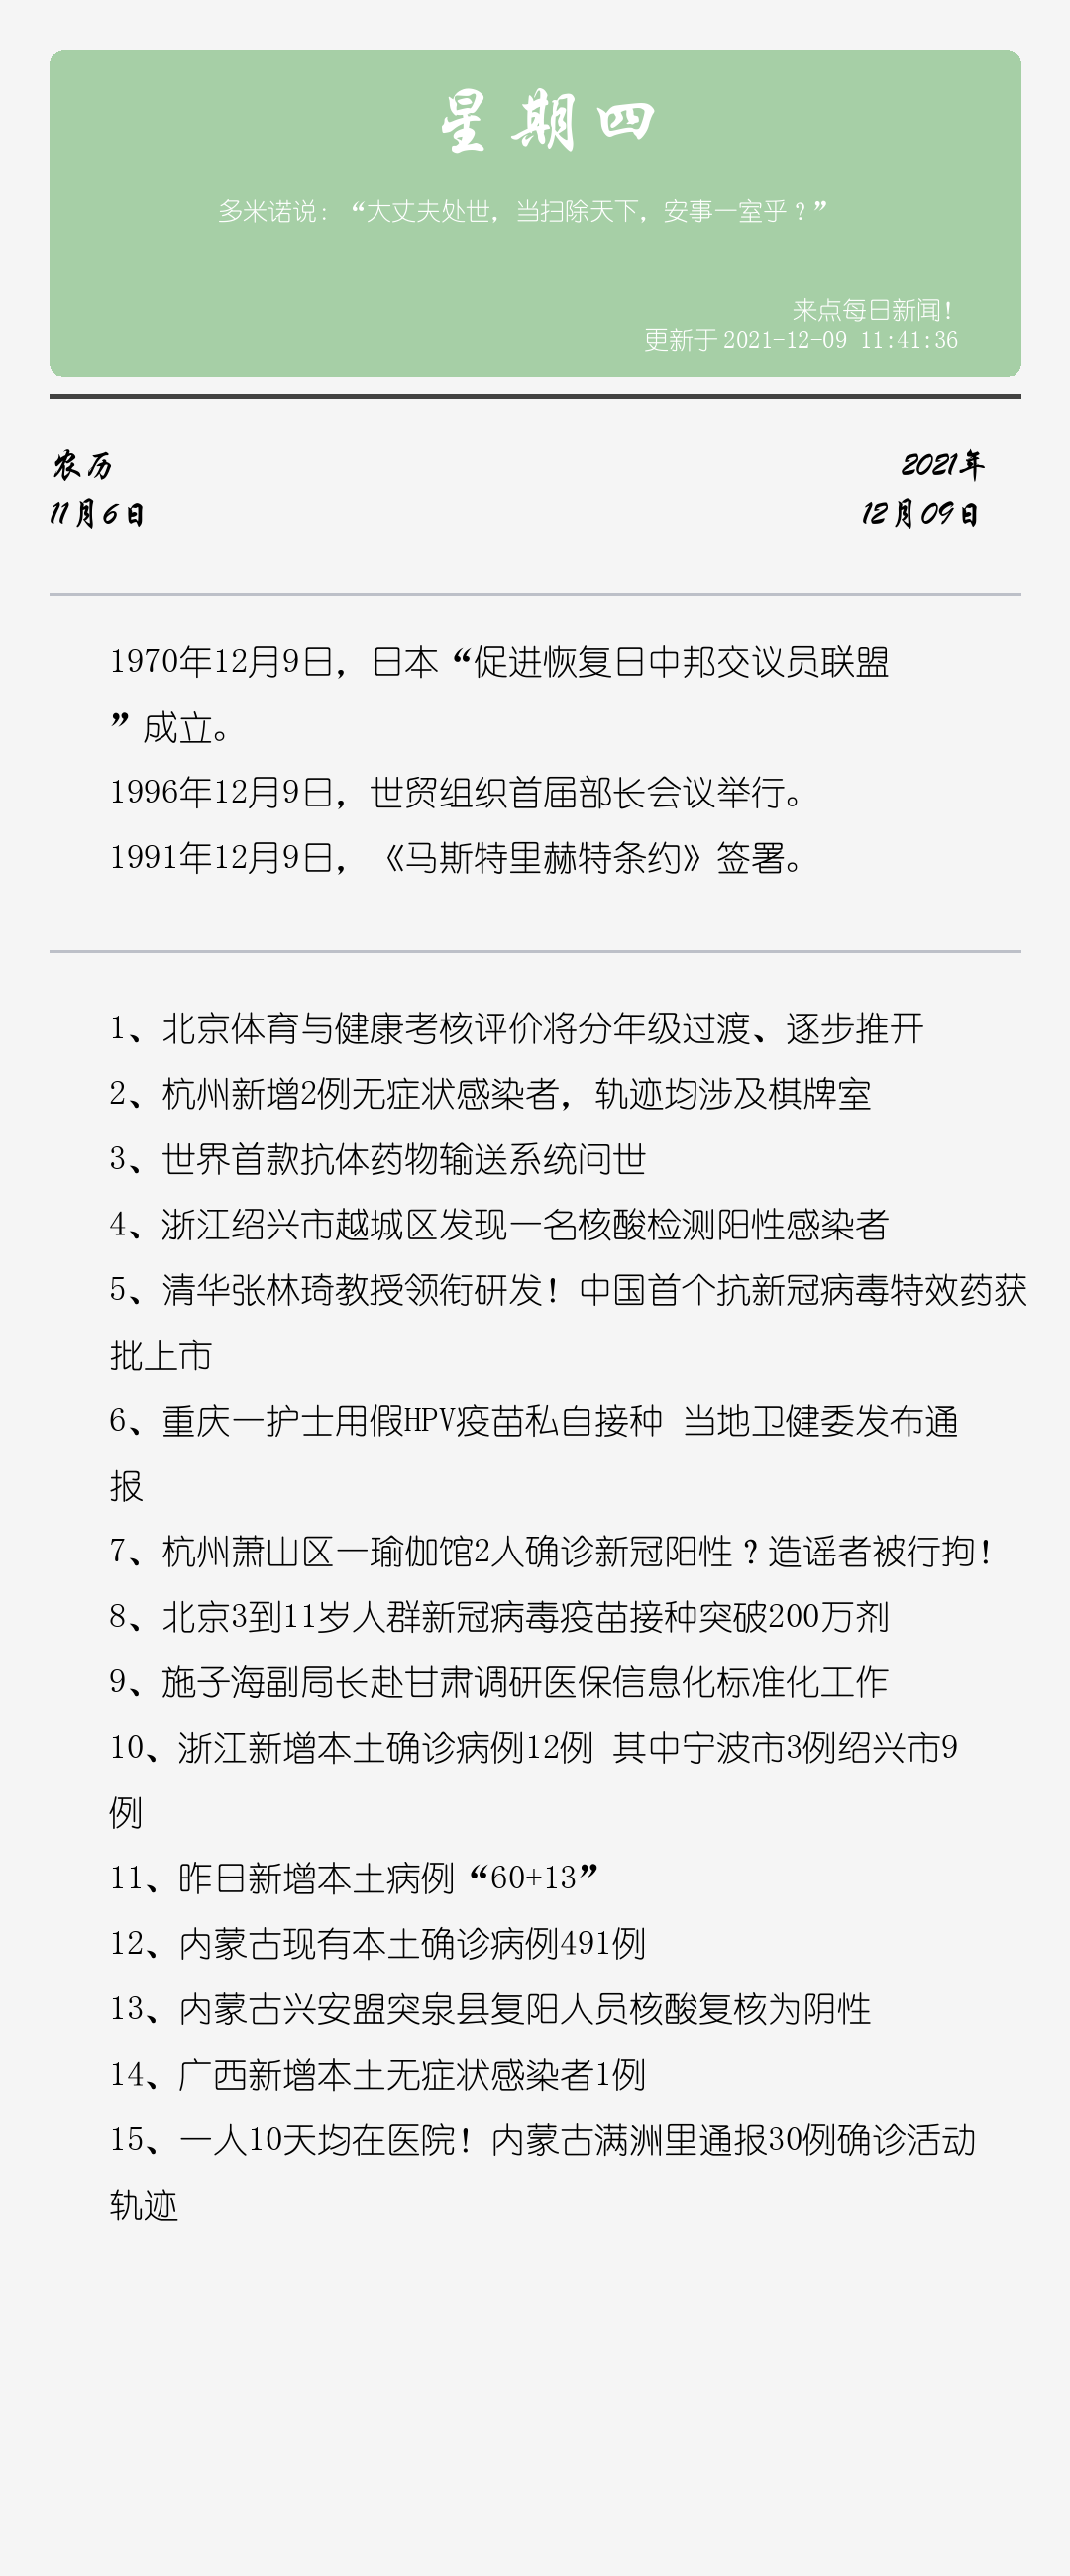 星期四
多米诺说：“大丈夫处世，当扫除天下，安事一室乎？”
来点每日新闻！
更新于 2021-12-09 11:41:36
农历
2021年
11月6日
12月09日
1970年12月9日，日本“促进恢复日中邦交议员联盟
”成立。
1996年12月9日，世贸组织首届部长会议举行。
1991年12月9日，《马斯特里赫特条约》签署。
1、北京体育与健康考核评价将分年级过渡、逐步推开
2、杭州新增2例无症状感染者，轨迹均涉及棋牌室
3、世界首款抗体药物输送系统问世
4、浙江绍兴市越城区发现一名核酸检测阳性感染者
5、清华张林琦教授领衔研发！中国首个抗新冠病毒特效药获
批上市
6、重庆一护士用假HPV疫苗私自接种 当地卫健委发布通
报
7、杭州萧山区一瑜伽馆2人确诊新冠阳性？造谣者被行拘！
8、北京3到11岁人群新冠病毒疫苗接种突破200万剂
9、施子海副局长赴甘肃调研医保信息化标准化工作
10、浙江新增本土确诊病例12例 其中宁波市3例绍兴市9
例
11、昨日新增本土病例“60+13”
12、内蒙古现有本土确诊病例491例
13、内蒙古兴安盟突泉县复阳人员核酸复核为阴性
14、广西新增本土无症状感染者1例
15、一人10天均在医院！内蒙古满洲里通报30例确诊活动
轨迹